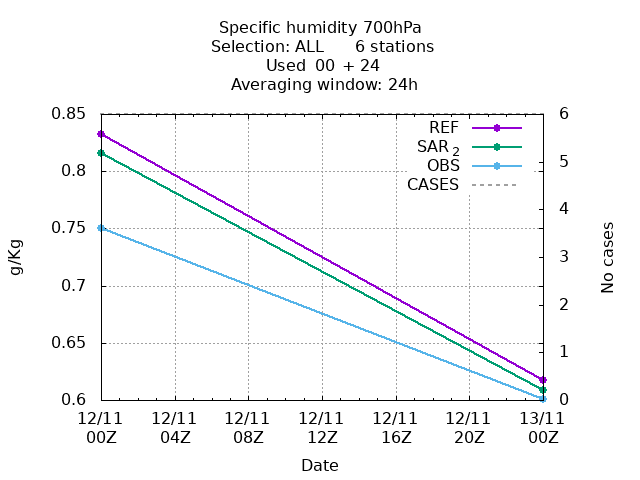 Specific humidity 700hPa
Selection: ALL      6 stations
Used  00  + 24
Averaging window: 24h
0.85
0.8
0.75
0.7
0.65
0.6
g/Kg
6
5
4
3
2
1
0
No cases
REF
SAR 2
OBS
CASES
12/11 12/11 12/11 12/11 12/11 12/11 13/11
00Z 04Z 08Z 12Z 16Z 20Z 00Z
Date